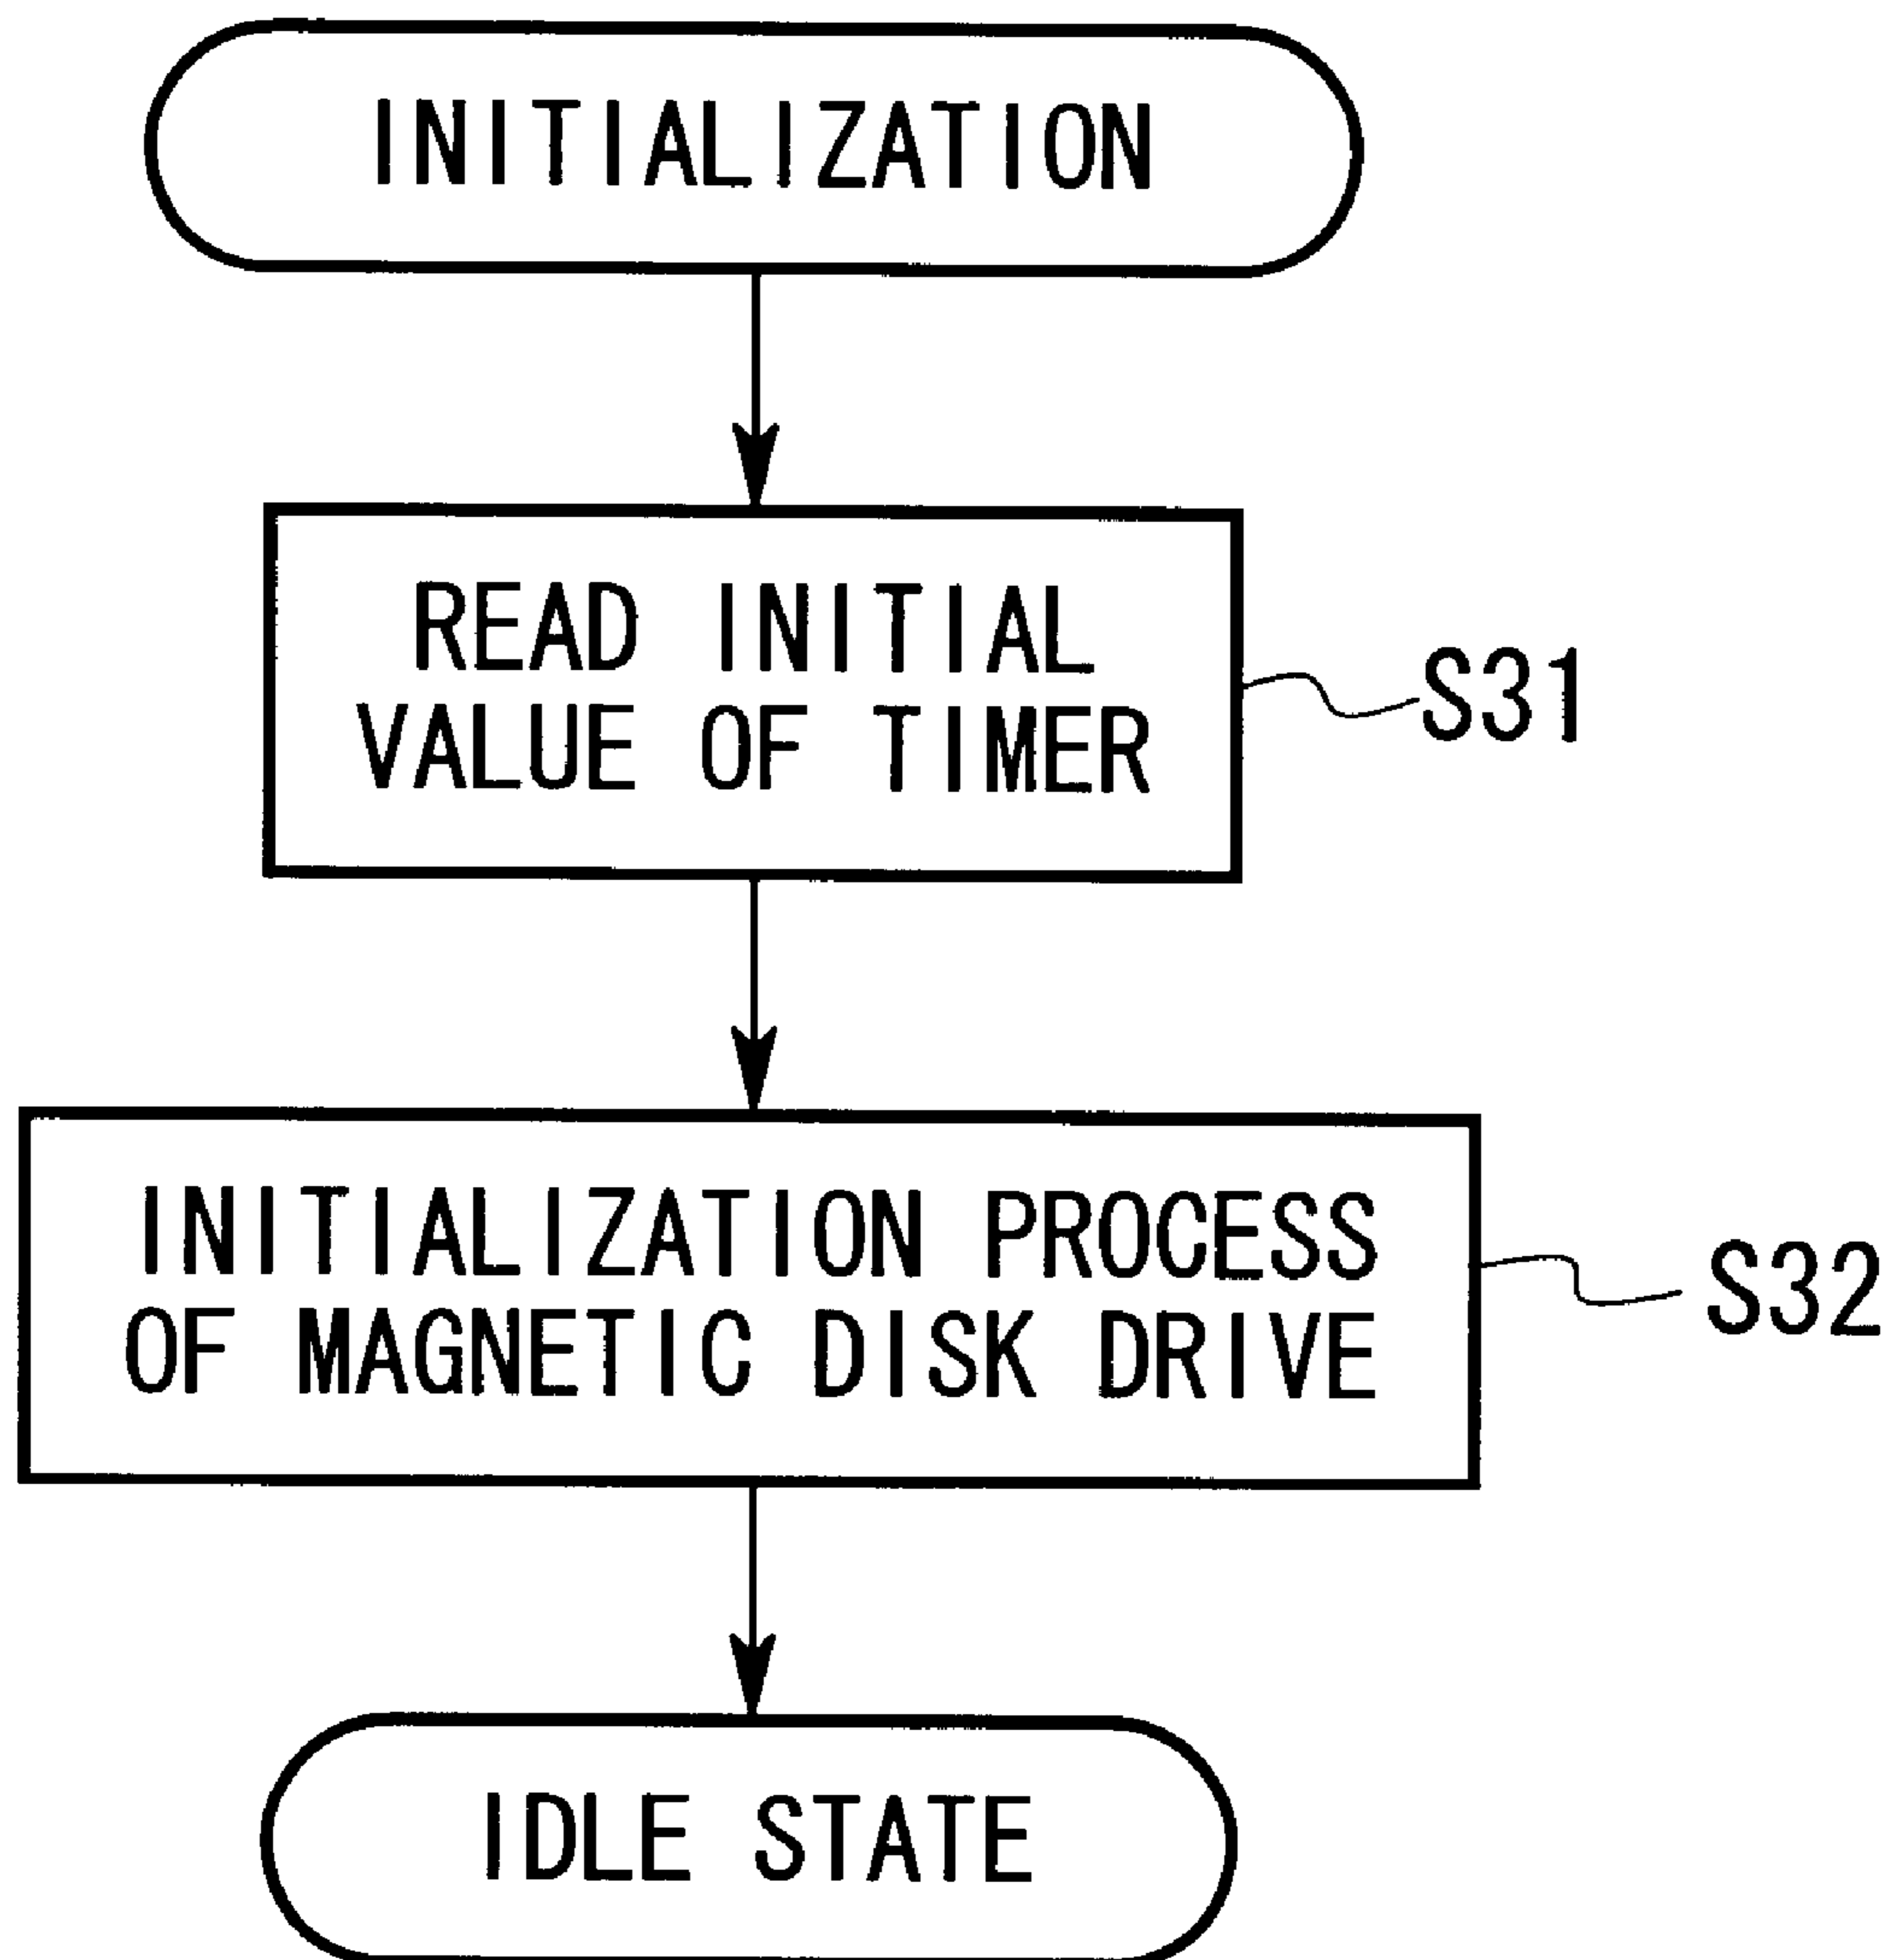 INITIALIZATION
READ INITIAL
VALUE OF TIMER
S31
INITIALIZATION PROCESS
OF MAGNETIC DISK DRIVE
S32
IDLE STATE